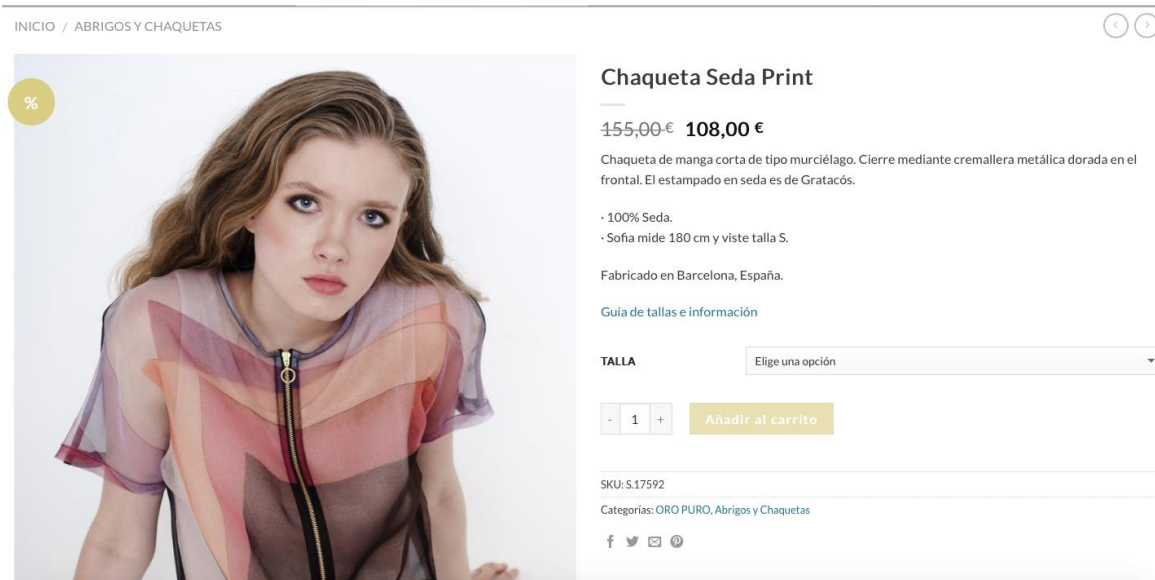 INICIO / ABRIGOS Y CHAQUETAS
%
Chaqueta Seda Print
155,00 € 108,00 €
Chaqueta de manga corta de tipo murciélago. Cierre mediante cremallera metálica dorada en el
frontal. El estampado en seda es de Gratacós.
· 100% Seda.
· Sofia mide 180 cm y viste talla S.
Fabricado en Barcelona, España.
Guía de tallas e información
TALLA Elige una opción
- 1 + Añadir al carrito
SKU: S.17592
Categorías: ORO PURO, Abrigos y Chaquetas